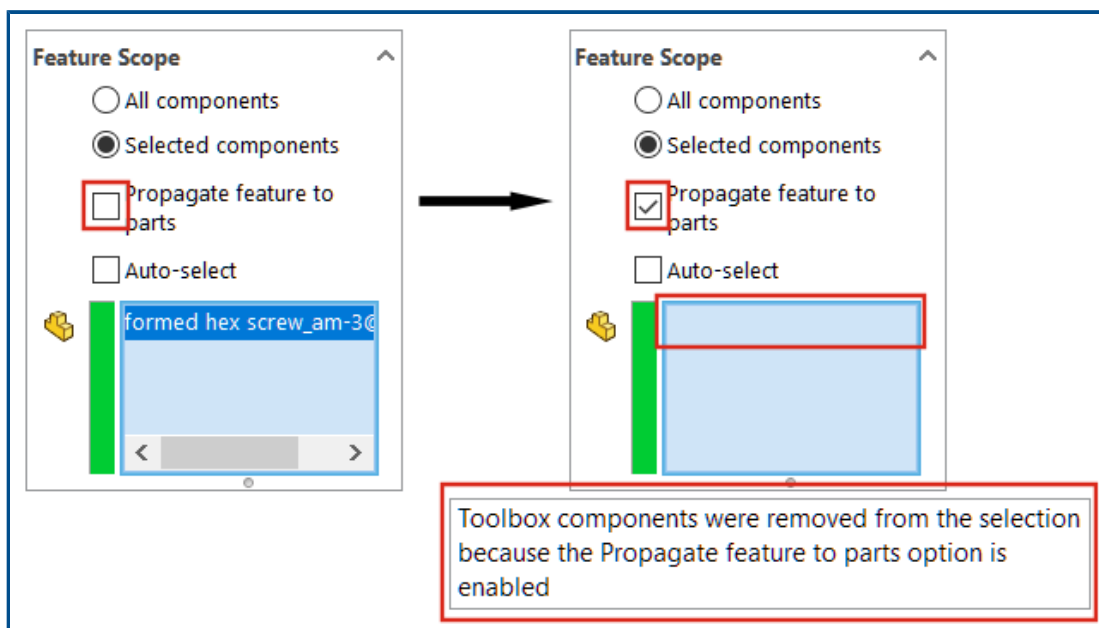 Feature Scope
All components
Selected components
Propagate feature to
parts
Auto-select
formed hex screw_am-3@
Feature Scope
All components
Selected components
Propagate feature to
parts
Auto-select
Toolbox components were removed from the selection
because the Propagate feature to parts option is
enabled